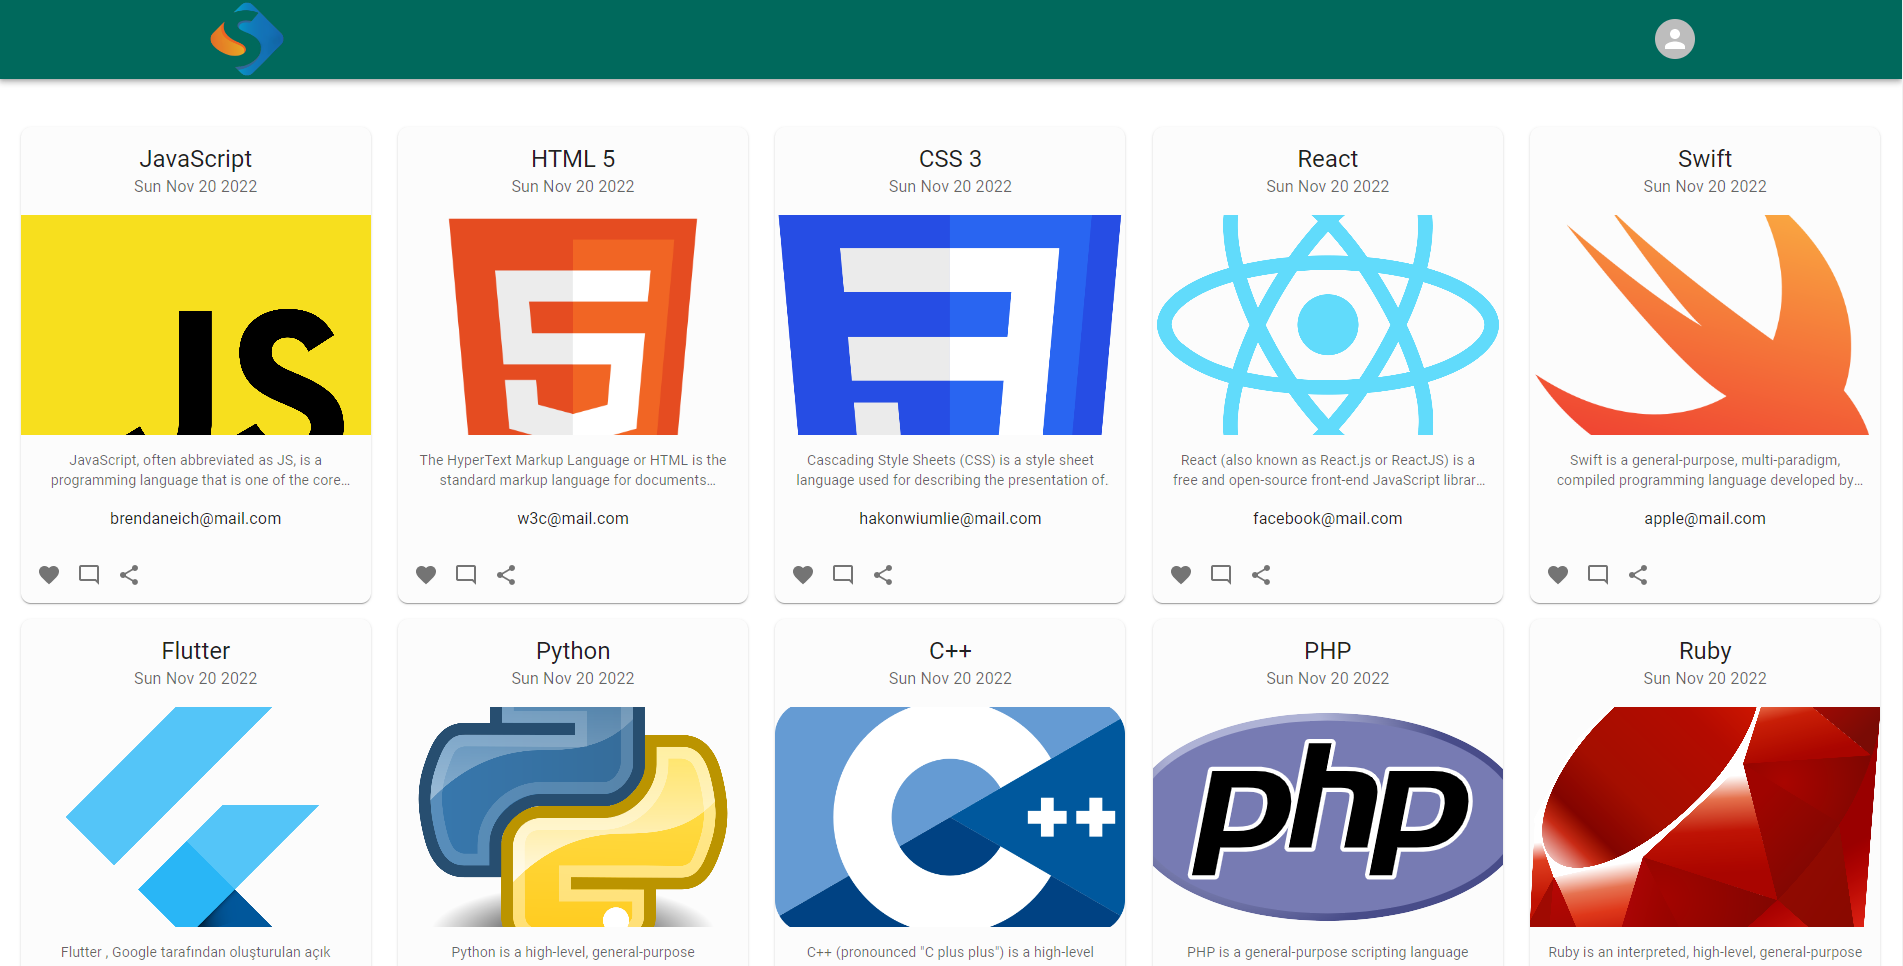 JavaScript
Sun Nov 20 2022
JS
JavaScript, often abbreviated as JS, is a
programming language that is one of the core...
brendaneich@mail.com
HTML 5
Sun Nov 20 2022
5
The HyperText Markup Language or HTML is the
standard markup language for documents...
w3c@mail.com
CSS 3
Sun Nov 20 2022
3
Cascading Style Sheets (CSS) is a style sheet
language used for describing the presentation of.
hakonwiumlie@mail.com
React
Sun Nov 20 2022
React (also known as React.js or ReactJS) is a
free and open-source front-end JavaScript librar...
facebook@mail.com
Swift
Sun Nov 20 2022
Swift is a general-purpose, multi-paradigm,
compiled programming language developed by...
apple@mail.com
Flutter
Sun Nov 20 2022
Flutter , Google tarafından oluşturulan açık
Python
Sun Nov 20 2022
Python is a high-level, general-purpose
C++
Sun Nov 20 2022
C++
C++ (pronounced "C plus plus") is a high-level
PHP
Sun Nov 20 2022
php
PHP is a general-purpose scripting language
Ruby
Sun Nov 20 2022
Ruby is an interpreted, high-level, general-purpose